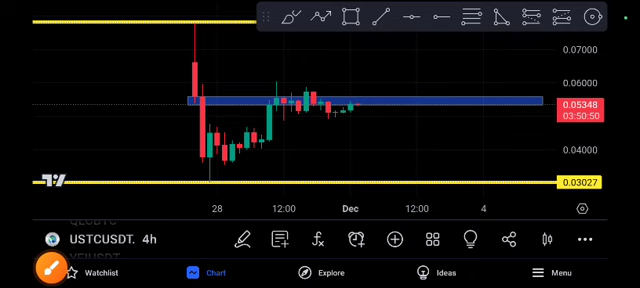 0.07000
0.06000
0.05348
03:50:50
0.04000
0.03027
28 12:00 Dec 12:00 4
USTCUSDT. 4h
Watchlist Chart Explore Ideas Menu